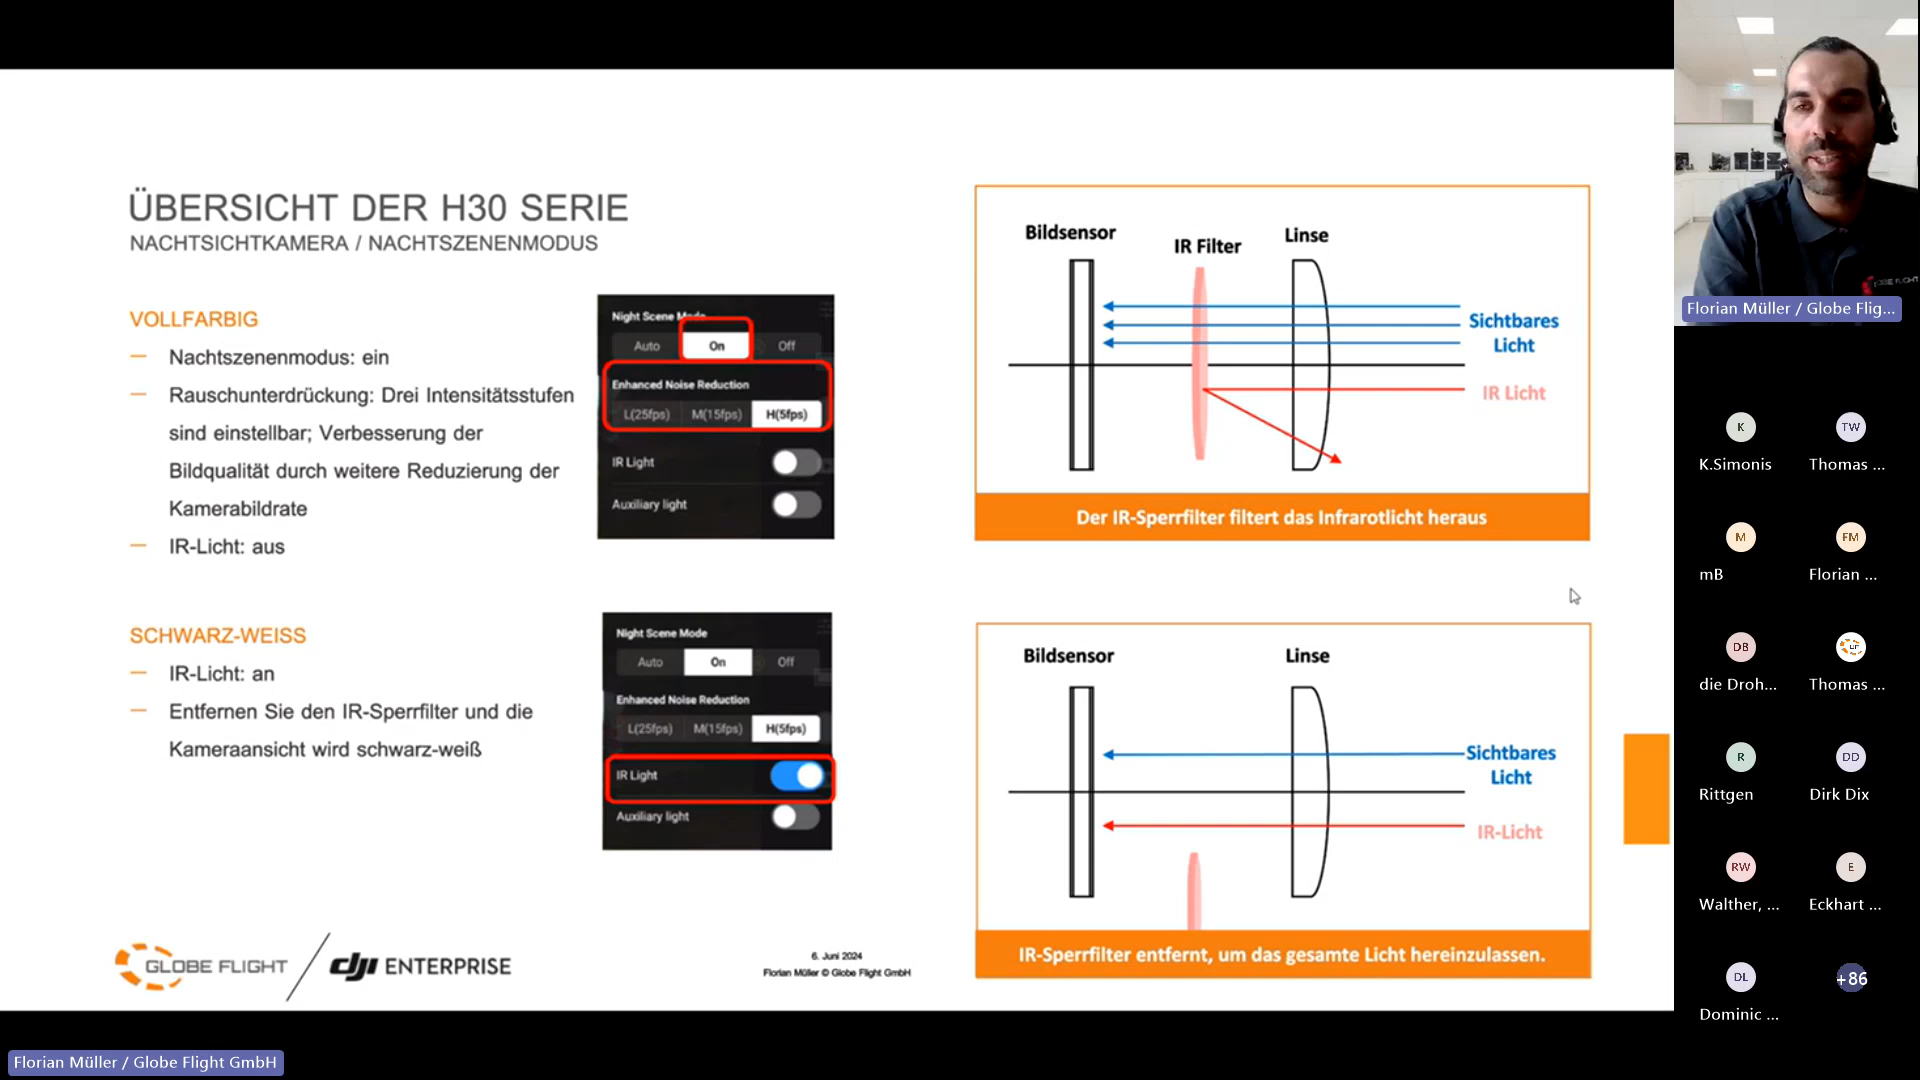 ÜBERSICHT DER H30 SERIE
NACHTSICHTKAMERA / NACHTSZENENMODUS
VOLLFARBIG
— Nachtszenenmodus: ein
— Rauschunterdrückung: Drei Intensitätsstufen
sind einstellbar; Verbesserung der
Bildqualität durch weitere Reduzierung der
Kamerabildrate
— IR-Licht: aus
Night Scene Mode
Auto On Off
Enhanced Noise Reduction
L(25fps) M(15fps) H(5fps)
IR Light
Auxiliary light
SCHWARZ-WEISS
— IR-Licht: an
— Entfernen Sie den IR-Sperrfilter und die
Kameraansicht wird schwarz-weiß
Night Scene Mode
Auto On Off
Enhanced Noise Reduction
L(25fps) M(15fps) H(5fps)
IR Light
Auxiliary light
Bildsensor
IR Filter
Linse
Sichtbares
Licht
IR Licht
Der IR-Sperrfilter filtert das Infrarotlicht heraus
Bildsensor
Linse
Sichtbares
Licht
IR-Licht
IR-Sperrfilter entfernt, um das gesamte Licht hereinzulassen.
GLOBE FLIGHT
dji ENTERPRISE
6. Juni 2024
Florian Müller © Globe Flight GmbH
Florian Müller / Globe Flight GmbH
GLOBE FLIGHT
Florian Müller / Globe Flig...
K TW
K.Simonis Thomas ...
M FM
mB Florian ...
DB
die Droh... Thomas ...
R DD
Rittgen Dirk Dix
RW E
Walther, ... Eckhart ...
DL +86
Dominic ...